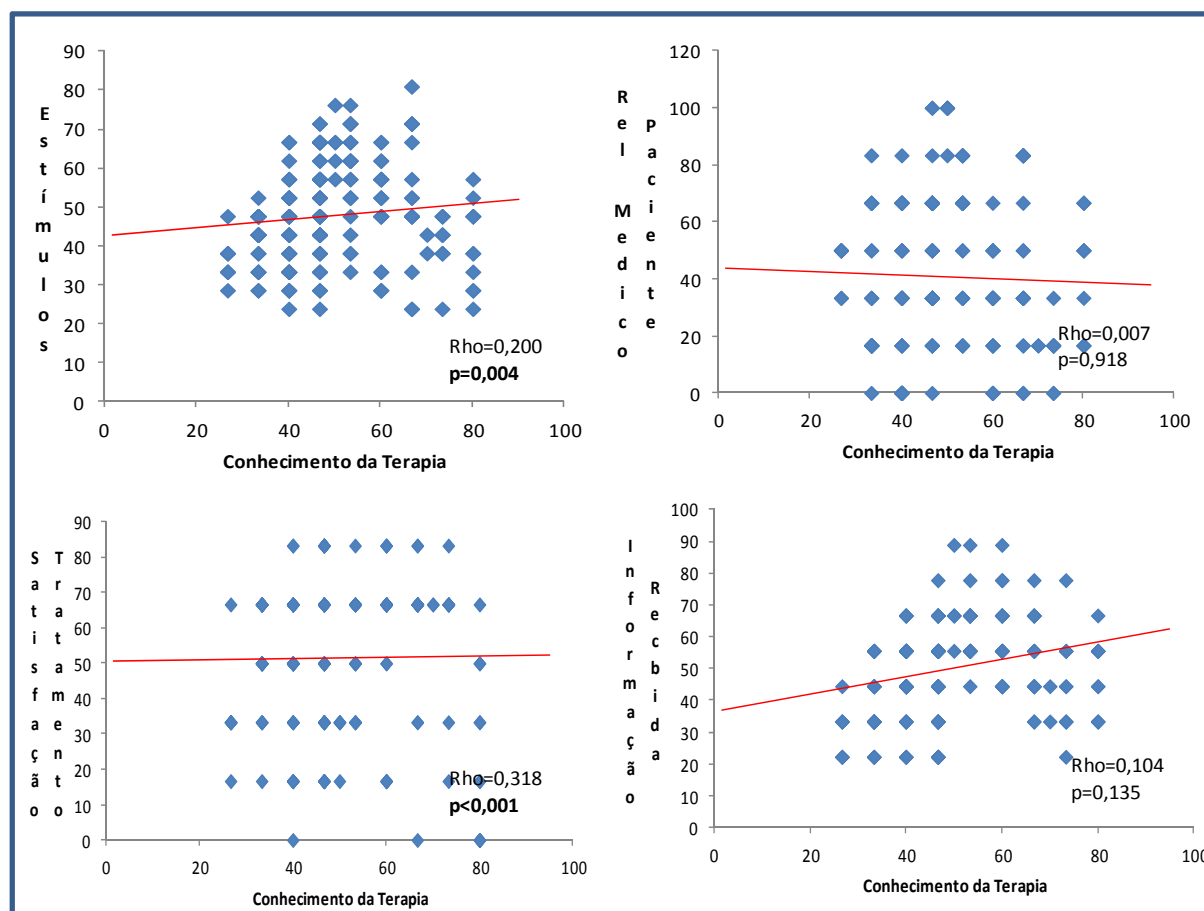 Estímulos
90
80
70
60
50
40
30
20
10
0
0 20 40 60 80 100
Conhecimento da Terapia
Rho=0,200
p=0,004
Rel Medico
Paciente
120
100
80
60
40
20
0
0 20 40 60 80 100
Conhecimento da Terapia
Rho=0,007
p=0,918
Satisfação
Tratamento
90
80
70
60
50
40
30
20
10
0
0 20 40 60 80 100
Conhecimento da Terapia
Rho=0,318
p<0,001
Informação
Recbida
100
90
80
70
60
50
40
30
20
10
0
0 20 40 60 80 100
Conhecimento da Terapia
Rho=0,104
p=0,135